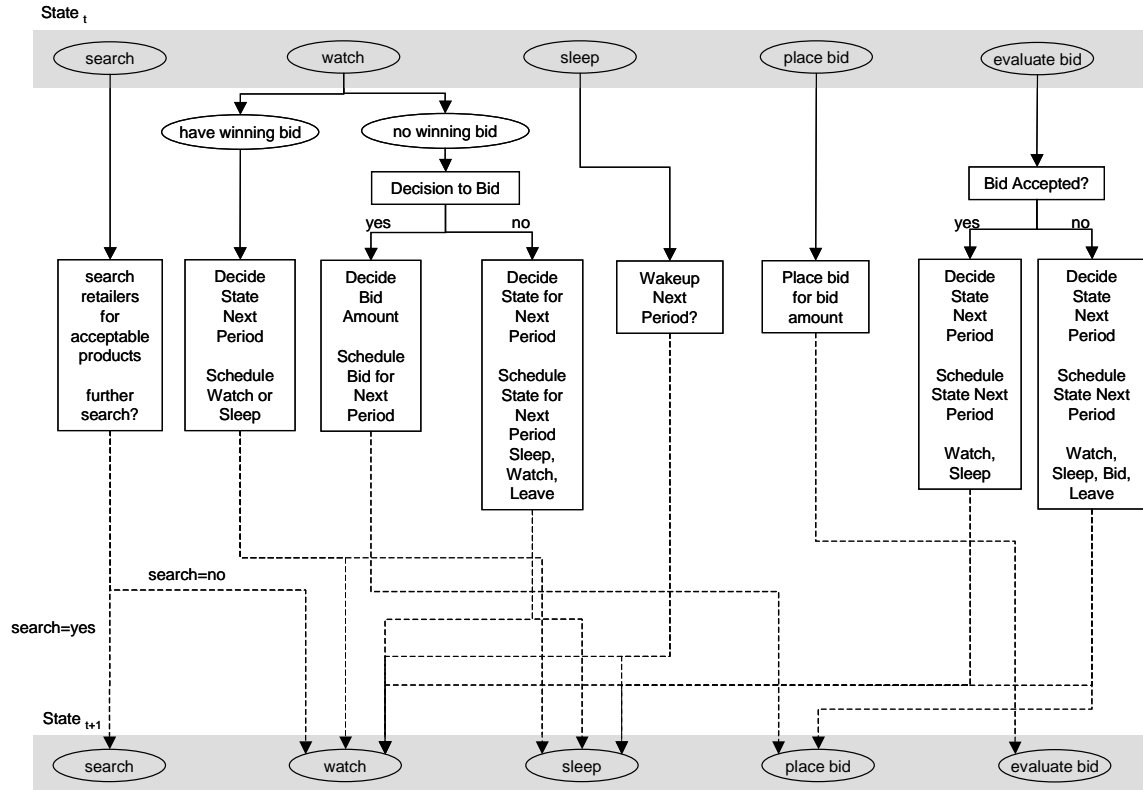 State t
search
watch
sleep
place bid
evaluate bid
have winning bid
no winning bid
Decision to Bid
Bid Accepted?
yes
no
yes
no
search
retailers
for
acceptable
products
further
search?
Decide
State
Next
Period
Schedule
Watch or
Sleep
Decide
Bid
Amount
Schedule
Bid for
Next
Period
Decide
State for
Next
Period
Schedule
State for
Next
Period
Sleep,
Watch,
Leave
Wakeup
Next
Period?
Place bid
for bid
amount
Decide
State
Next
Period
Schedule
State Next
Period
Watch,
Sleep
Decide
State
Next
Period
Schedule
State Next
Period
Watch,
Sleep, Bid,
Leave
search=no
search=yes
State t+1
search
watch
sleep
place bid
evaluate bid